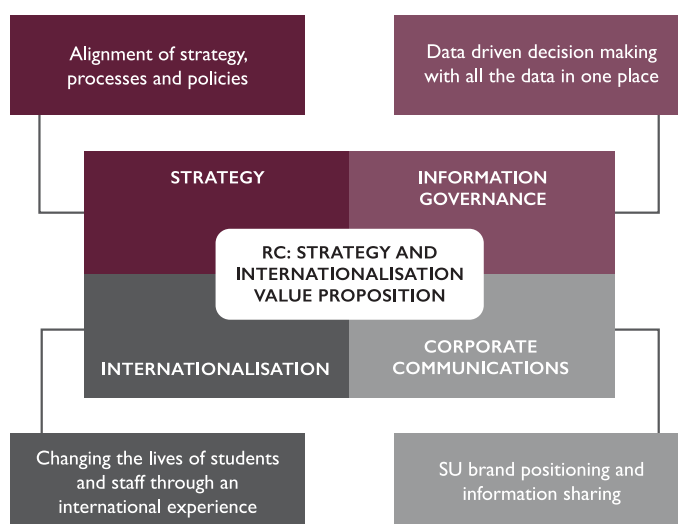 Alignment of strategy,
processes and policies
Data driven decision making
with all the data in one place
STRATEGY
INFORMATION
GOVERNANCE
RC: STRATEGY AND
INTERNATIONALISATION
VALUE PROPOSITION
INTERNATIONALISATION
CORPORATE
COMMUNICATIONS
Changing the lives of students
and staff through an
international experience
SU brand positioning and
information sharing